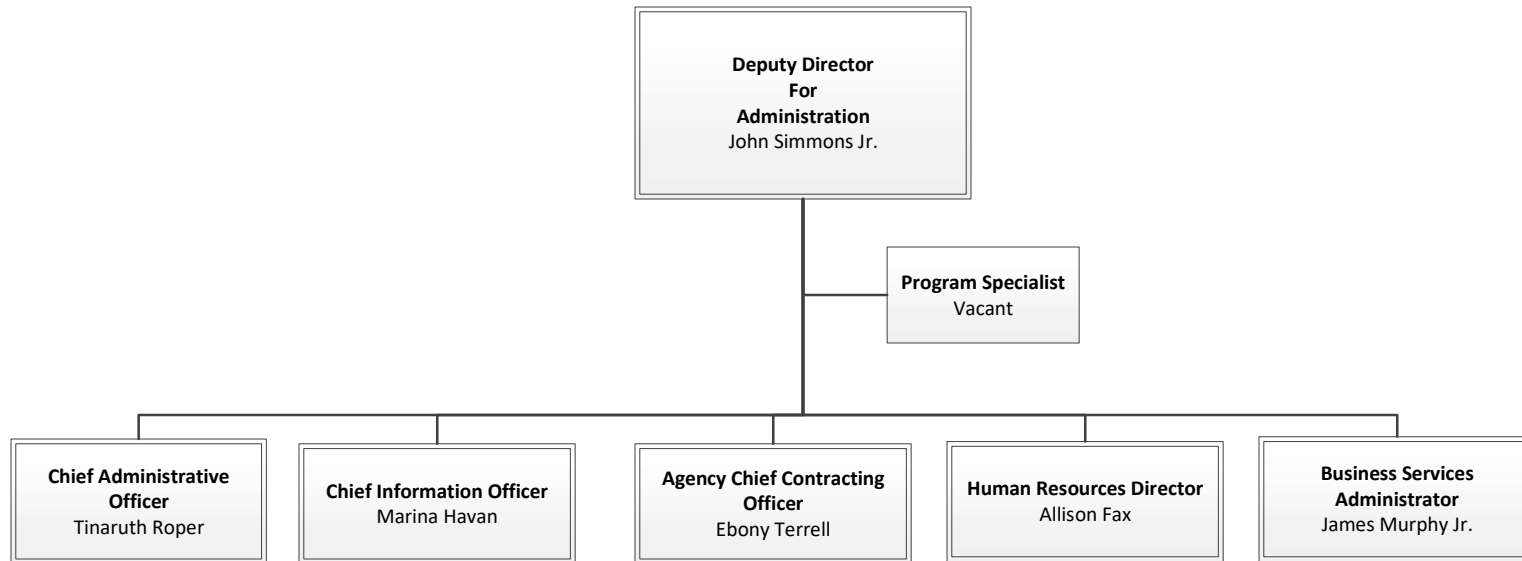 Deputy Director
For
Administration
John Simmons Jr.
Program Specialist
Vacant
Chief Administrative
Officer
Tinaruth Roper
Chief Information Officer
Marina Havan
Agency Chief Contracting
Officer
Ebony Terrell
Human Resources Director
Allison Fax
Business Services
Administrator
James Murphy Jr.